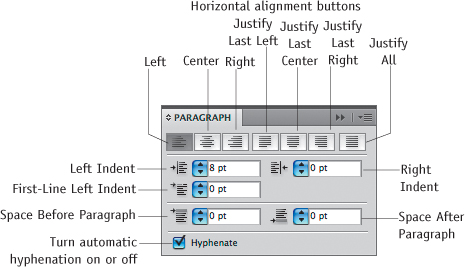 Horizontal alignment buttons
Justify Justify Justify
Last Left Last Last Justify
Left Center Right Center Right All
PARAGRAPH
Left Indent 8 pt 0 pt Right
Indent
First-Line Left Indent 0 pt
Space Before Paragraph 0 pt 0 pt Space After
Paragraph
Turn automatic
hyphenation on or off Hyphenate